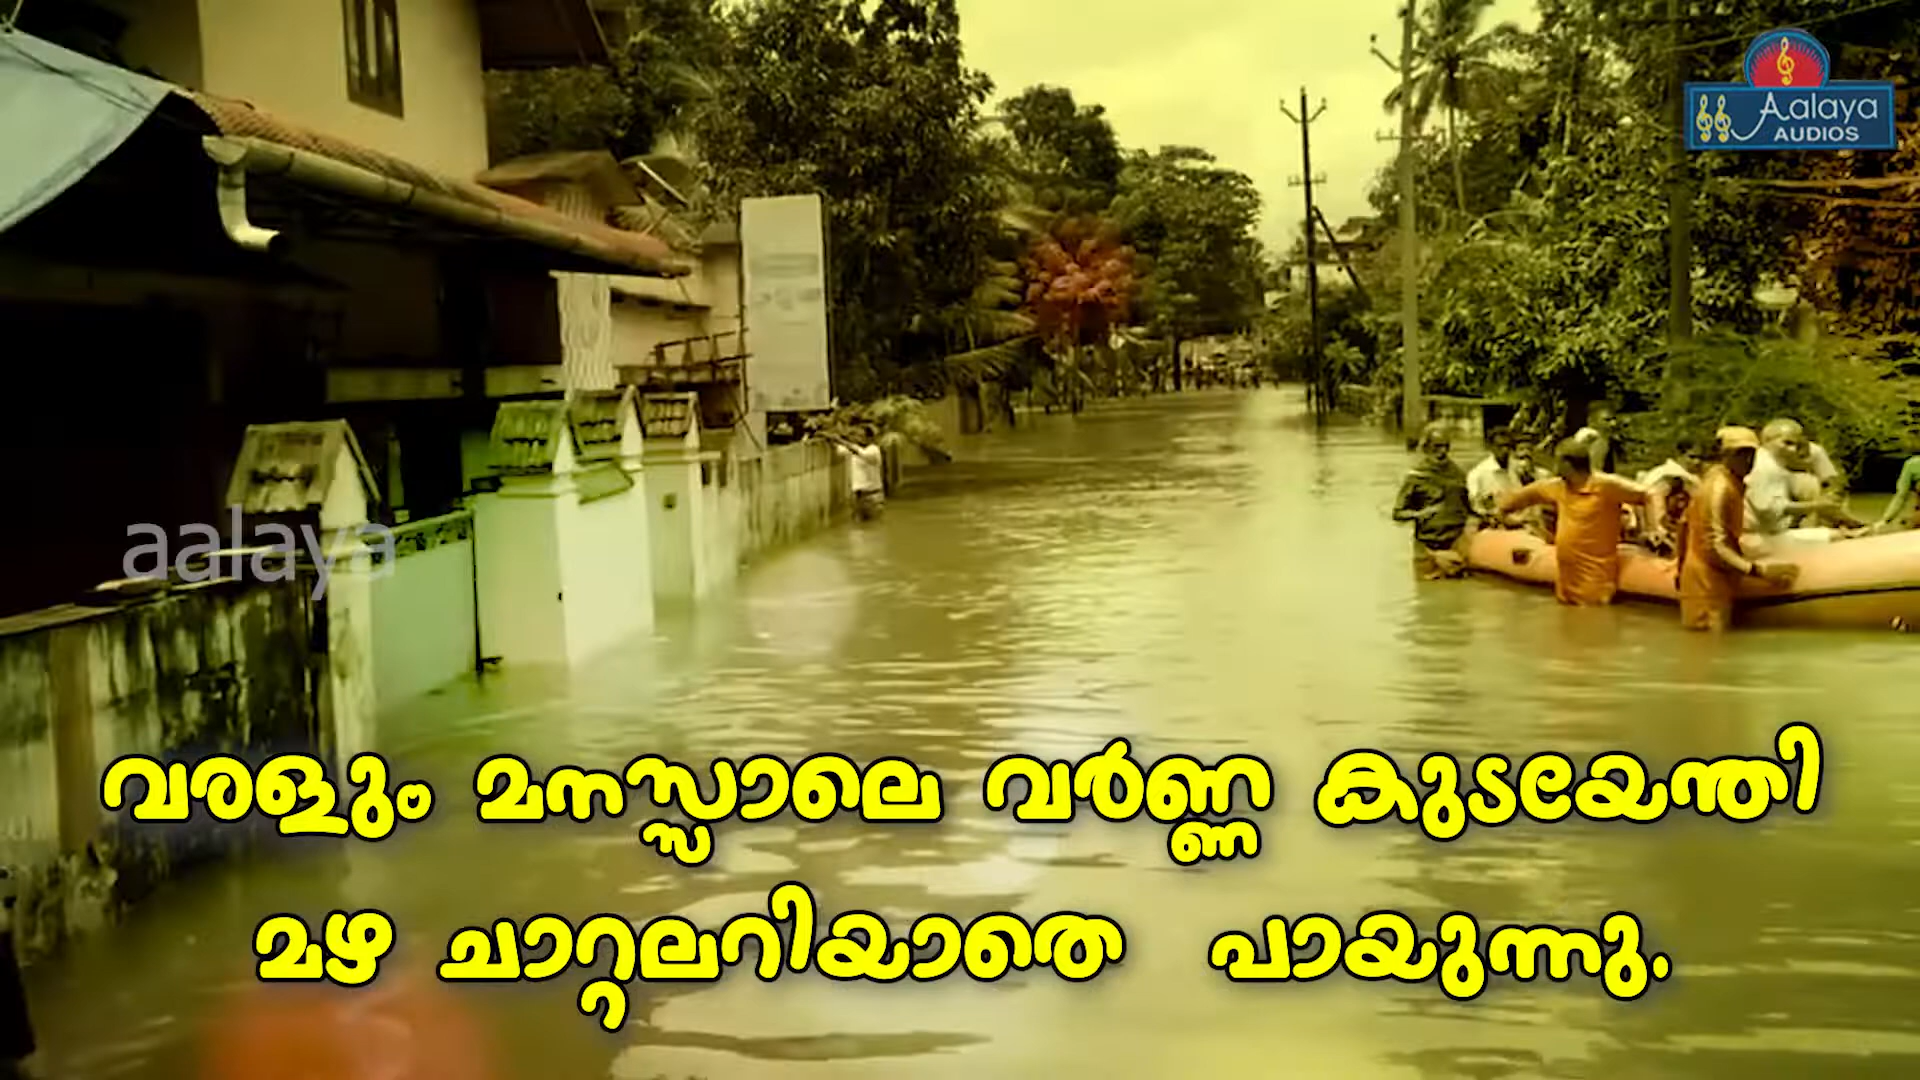 Aalaya
AUDIOS
aalaya
വരളും മനസ്സാലെ വർണ്ണ കുടയേന്തി
മഴ ചാറ്റലറിയാതെ പായുന്നു.